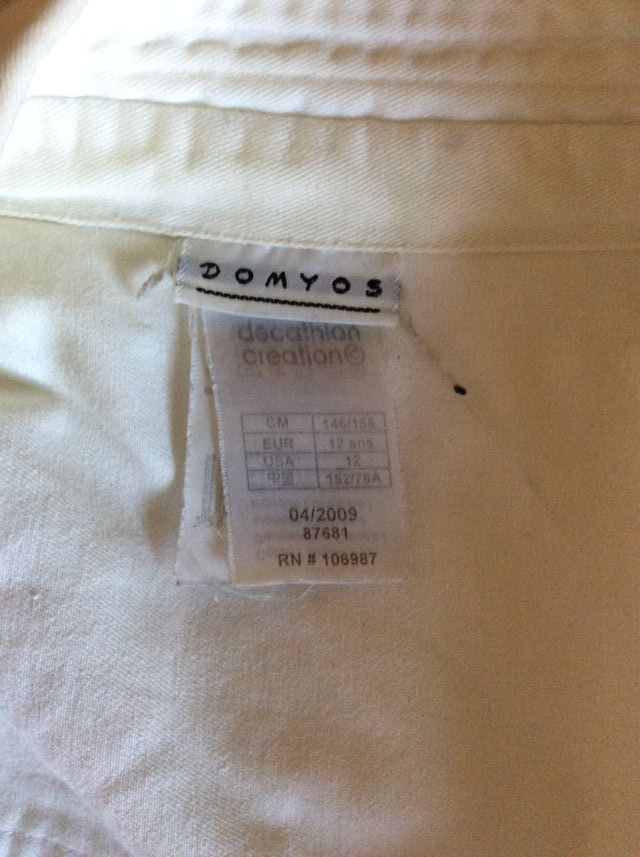 DOMYOS
decathlon
creation©
CM 146/156
EUR 12 ans
USA 12
中国 152/76A
04/2009
87681
RN # 106987